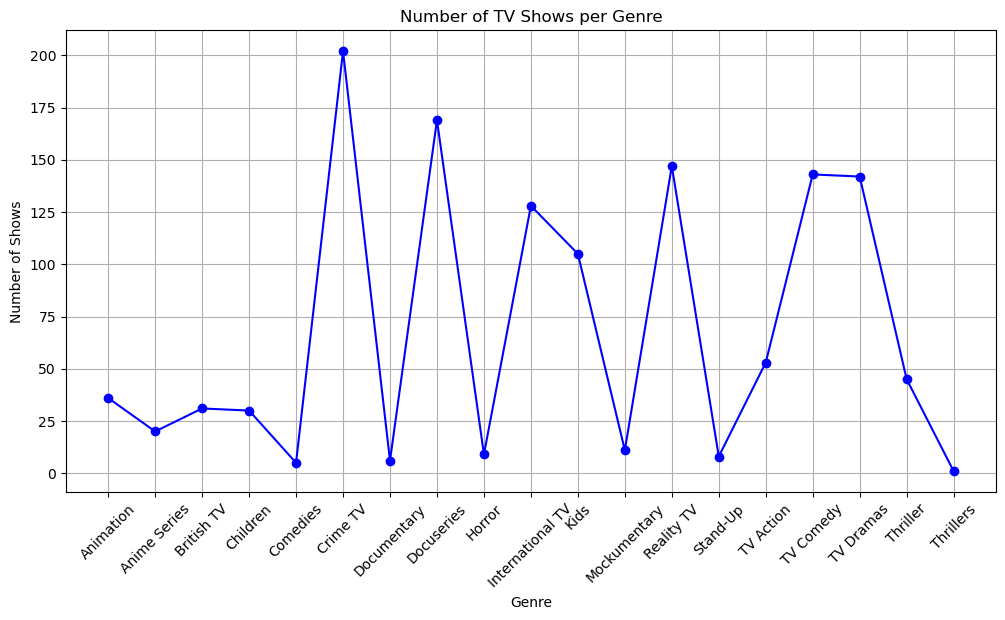 Number of TV Shows per Genre
Number of Shows
200
175
150
125
100
75
50
25
0
Animation
Anime Series
British TV
Children
Comedies
Crime TV
Documentary
Docuseries
Horror
International TV
Kids
Mockumentary
Reality TV
Stand-Up
TV Action
TV Comedy
TV Dramas
Thriller
Thrillers
Genre